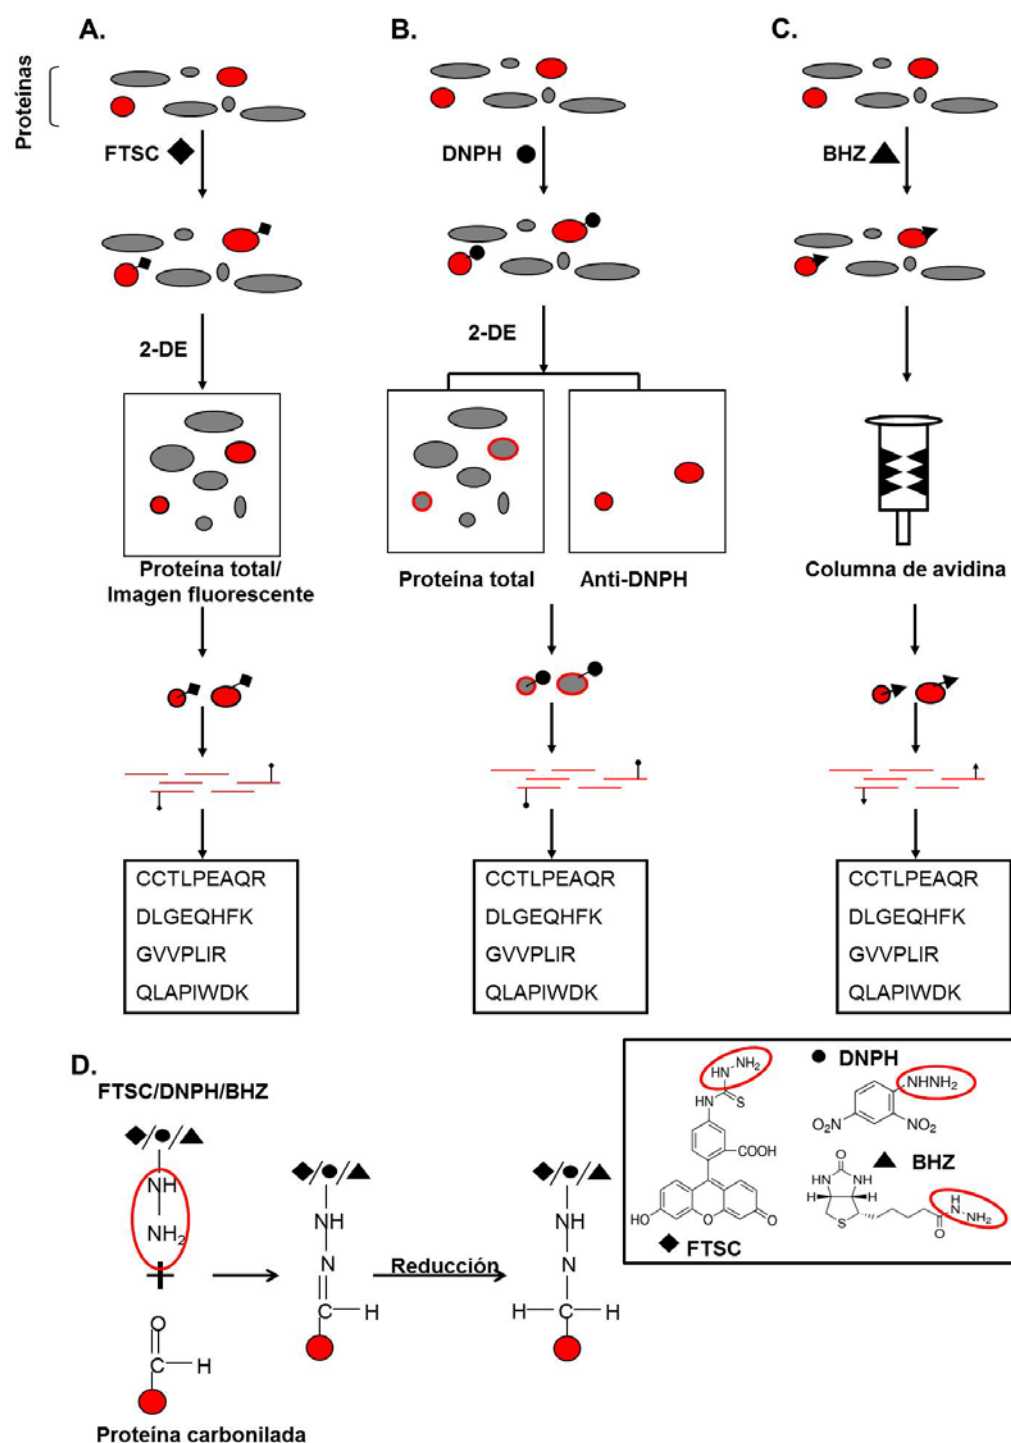 A.
B.
C.
Proteínas
FTSC
DNPH
BHZ
2-DE
2-DE
Proteína total/
Imagen fluorescente
Proteína total
Anti-DNPH
Columna de avidina
CCTLPEAQR
DLGEQHFK
GVVPLIR
QLAPIWDK
CCTLPEAQR
DLGEQHFK
GVVPLIR
QLAPIWDK
CCTLPEAQR
DLGEQHFK
GVVPLIR
QLAPIWDK
D.
FTSC/DNPH/BHZ
/ /
NH
NH₂
+
O
C H
Proteína carbonilada
/ /
NH
N
C H
Reducción
/ /
NH
N
H C H
HN NH₂
HN S
COOH
HO O O
FTSC
DNPH
NHNH₂
O₂N NO₂
BHZ
O
HN NH
H H
S
O
H
N
NH₂